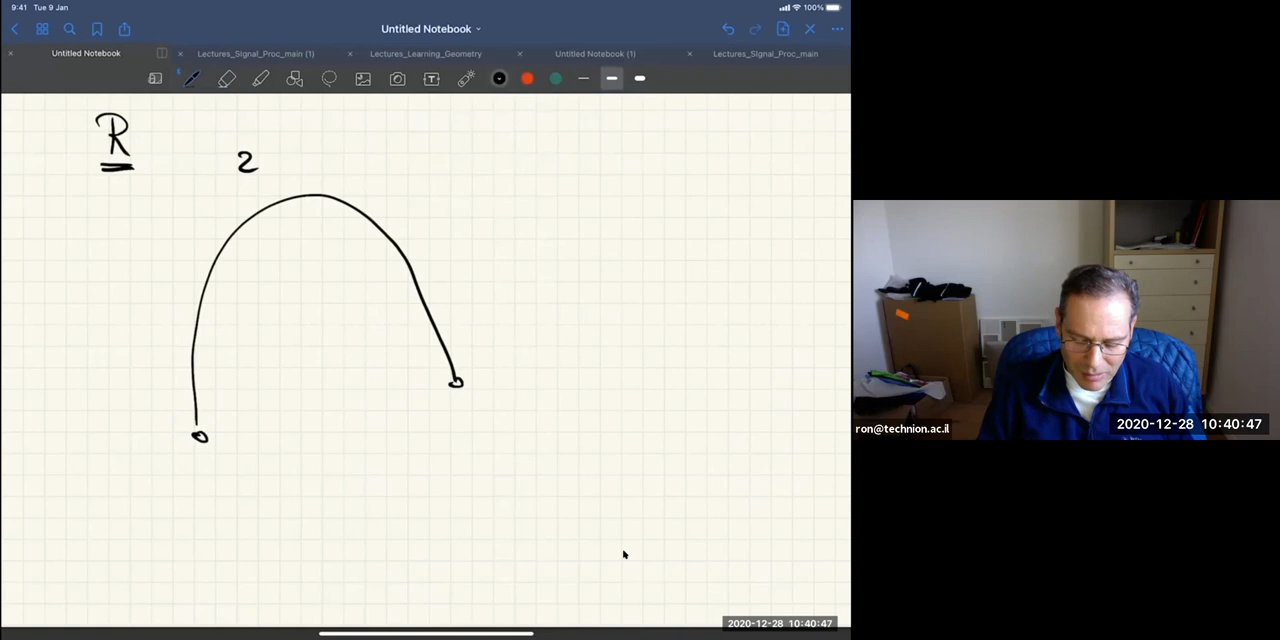 9:41 Tue 9 Jan
100%
Untitled Notebook
Untitled Notebook
Lectures_Signal_Proc_main (1)
Lectures_Learning_Geometry
Untitled Notebook (1)
Lectures_Signal_Proc_main
R
2
ron@technion.ac.il
2020-12-28 10:40:47
2020-12-28 10:40:47